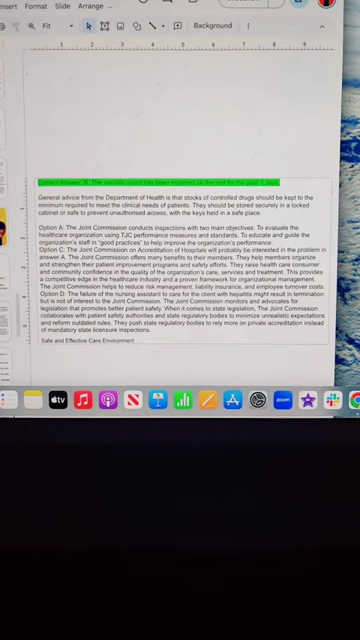 nsert Format Slide Arrange ...
Fit Background
1 2 3 4 5 6 7 8 9
Correct Answer: B. The narcotic count has been incorrect on the unit for the past 3 days.
General advice from the Department of Health is that stocks of controlled drugs should be kept to the
minimum required to meet the clinical needs of patients. They should be stored securely in a locked
cabinet or safe to prevent unauthorised access, with the keys held in a safe place.
Option A: The Joint Commission conducts inspections with two main objectives: To evaluate the
healthcare organization using TJC performance measures and standards. To educate and guide the
organization's staff in "good practices" to help improve the organization's performance.
Option C: The Joint Commission on Accreditation of Hospitals will probably be interested in the problem in
answer A. The Joint Commission offers many benefits to their members. They help members organize
and strengthen their patient improvement programs and safety efforts. They raise health care consumer
and community confidence in the quality of the organization's care, services and treatment. This provides
a competitive edge in the healthcare industry and a proven framework for organizational management.
The Joint Commission helps to reduce risk management, liability insurance, and employee turnover costs.
Option D: The failure of the nursing assistant to care for the client with hepatitis might result in termination
but is not of interest to the Joint Commission. The Joint Commission monitors and advocates for
legislation that promotes better patient safety. When it comes to state legislation, The Joint Commission
collaborates with patient safety authorities and state regulatory bodies to minimize unrealistic expectations
and reform outdated rules. They push state regulatory bodies to rely more on private accreditation instead
of mandatory state licensure inspections.
Safe and Effective Care Environment
tv
zoom